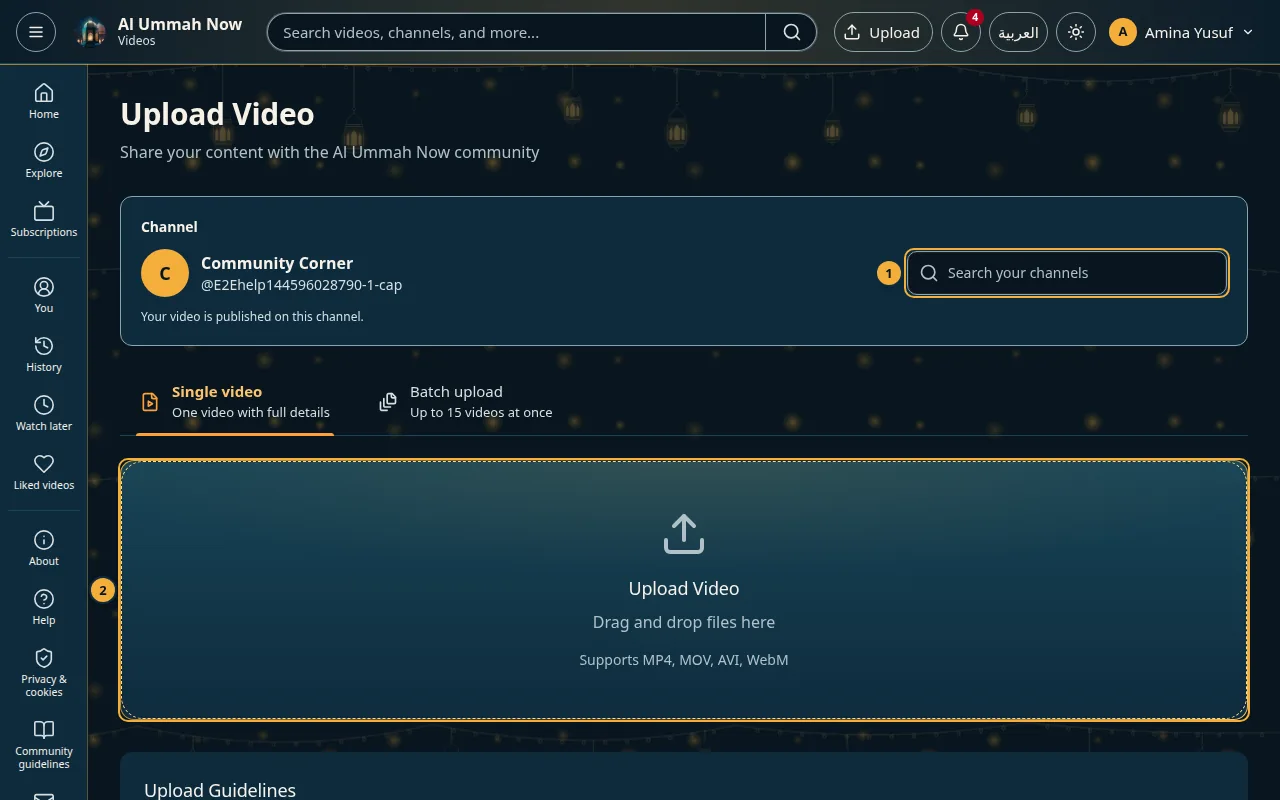 Al Ummah Now
Videos
Search videos, channels, and more...
Upload
4
العربية
A
Amina Yusuf
Home
Explore
Subscriptions
You
History
Watch later
Liked videos
About
Help
Privacy &
cookies
Community
guidelines
Upload Video
Share your content with the Al Ummah Now community
Channel
C
Community Corner
@E2Ehelp144596028790-1-cap
Your video is published on this channel.
1
Search your channels
Single video
One video with full details
Batch upload
Up to 15 videos at once
2
Upload Video
Drag and drop files here
Supports MP4, MOV, AVI, WebM
Upload Guidelines